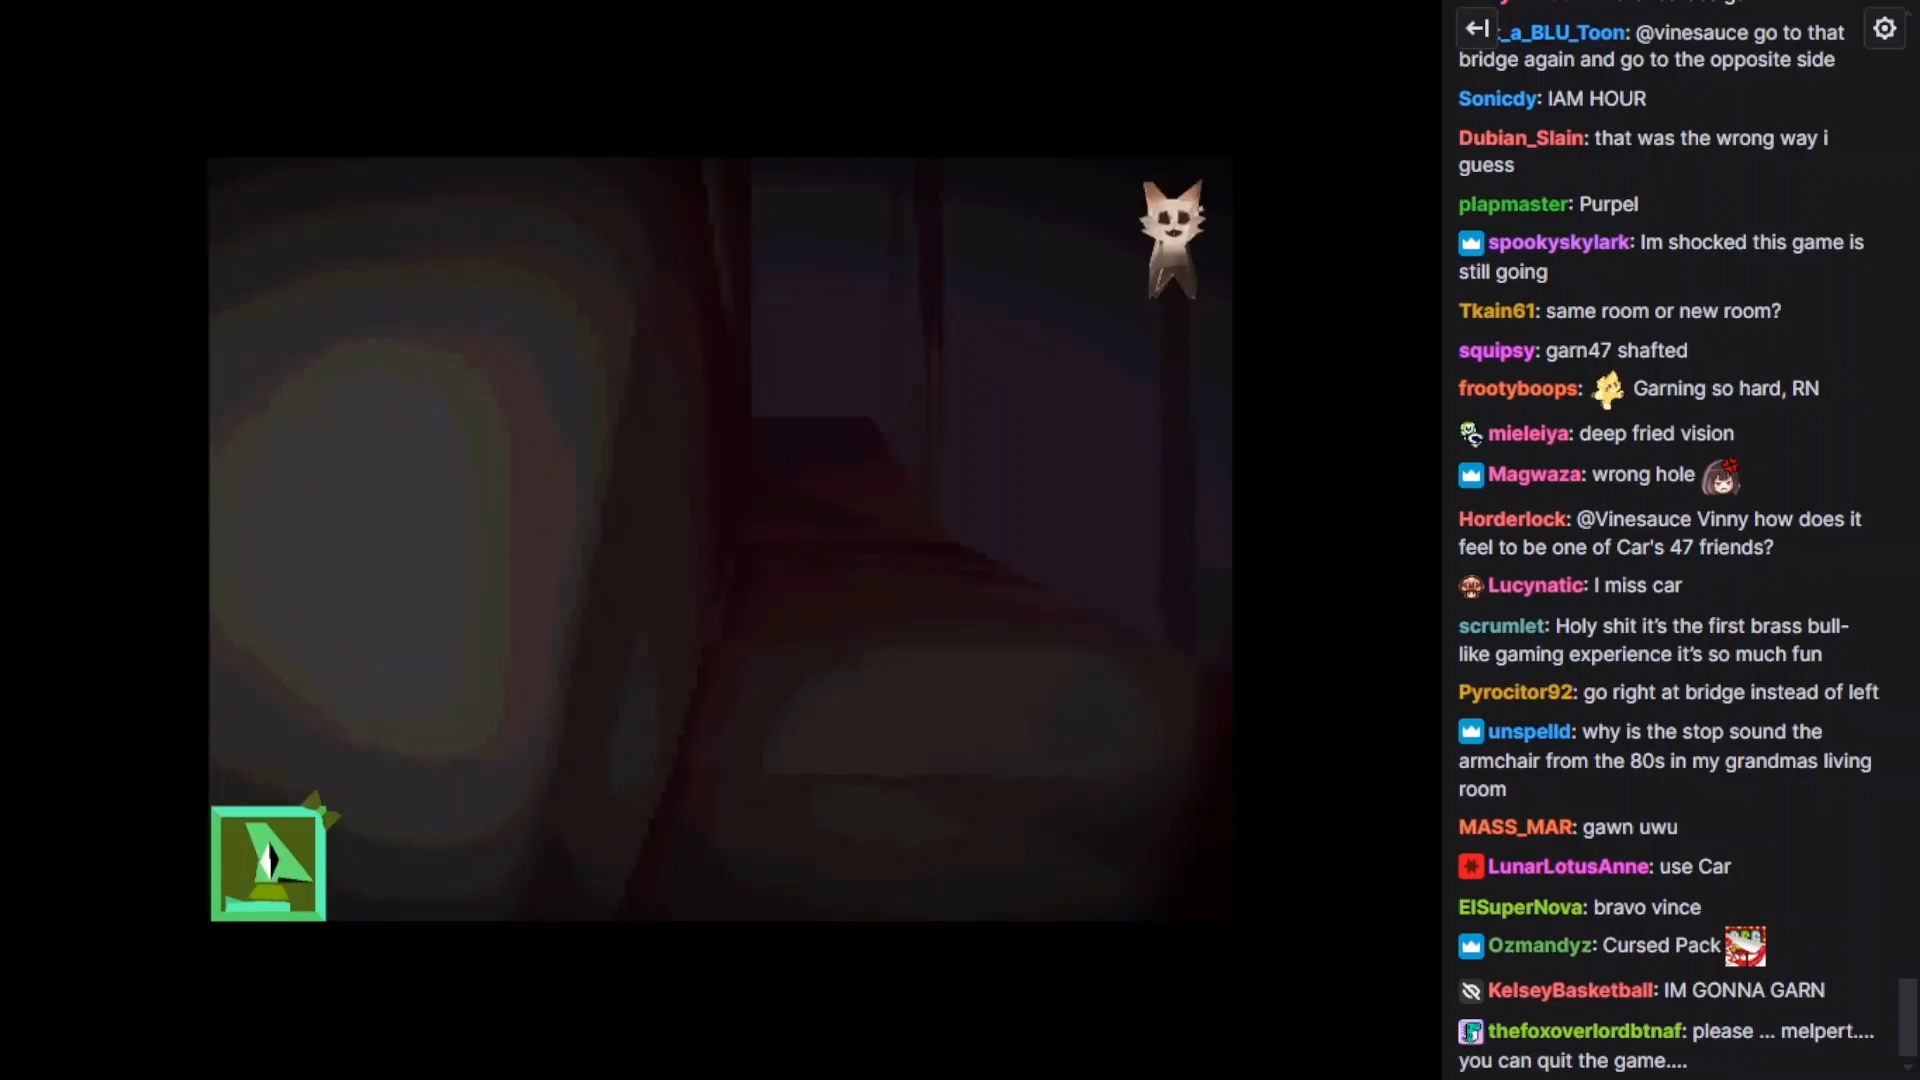 _a_BLU_Toon: @vinesauce go to that
bridge again and go to the opposite side
Sonicdy: IAM HOUR
Dubian_Slain: that was the wrong way i
guess
plapmaster: Purpel
spookyskylark: Im shocked this game is
still going
Tkain61: same room or new room?
squipsy: garn47 shafted
frootyboops: Garning so hard, RN
mieleiya: deep fried vision
Magwaza: wrong hole
Horderlock: @Vinesauce Vinny how does it
feel to be one of Car's 47 friends?
Lucynatic: I miss car
scrumlet: Holy shit it’s the first brass bull-
like gaming experience it’s so much fun
Pyrocitor92: go right at bridge instead of left
unspelld: why is the stop sound the
armchair from the 80s in my grandmas living
room
MASS_MAR: gawn uwu
LunarLotusAnne: use Car
ElSuperNova: bravo vince
Ozmandyz: Cursed Pack
KelseyBasketball: IM GONNA GARN
thefoxoverlordbtnaf: please ... melpert....
you can quit the game....